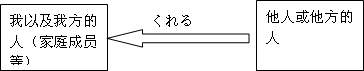 我以及我方的
人（家庭成员
等）
くれる
他人或他方的
人